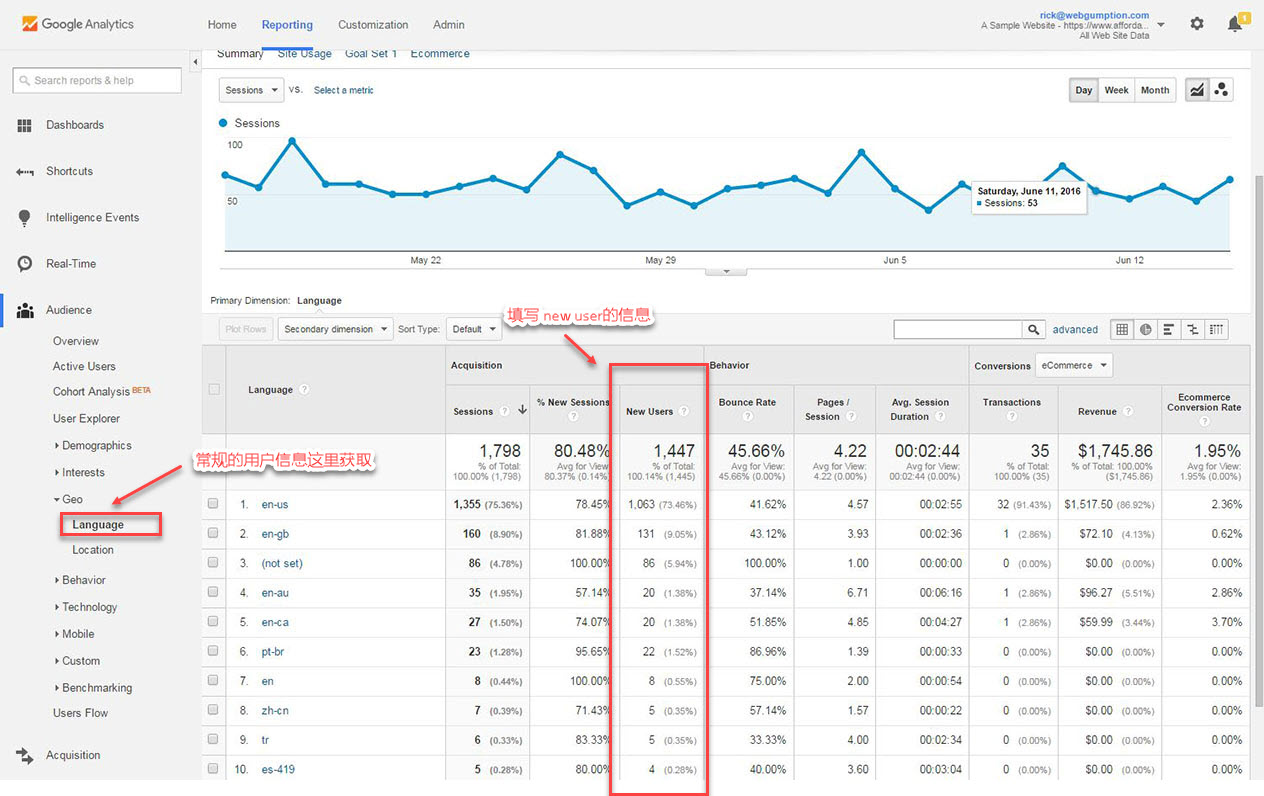 Google Analytics
Home Reporting Customization Admin
rick@webgumption.com
A Sample Website - https://www.afforda...
All Web Site Data
1
Search reports & help
Dashboards
Shortcuts
Intelligence Events
Real-Time
Audience
Overview
Active Users
Cohort Analysis BETA
User Explorer
Demographics
Interests
Geo
Language
Location
Behavior
Technology
Mobile
Custom
Benchmarking
Users Flow
Acquisition
常规的用户信息这里获取
Summary Site Usage Goal Set 1 Ecommerce
Sessions VS. Select a metric
Day Week Month
Sessions
100
50
Saturday, June 11, 2016
Sessions: 53
May 22 May 29 Jun 5 Jun 12
Primary Dimension: Language
填写 new user的信息
Plot Rows Secondary dimension Sort Type: Default
advanced
Acquisition Behavior Conversions eCommerce
Language ?
Sessions ?
% New Sessions ?
New Users ?
Bounce Rate ?
Pages / Session ?
Avg. Session Duration ?
Transactions ?
Revenue ?
Ecommerce Conversion Rate ?
1,798 80.48% 1,447 45.66% 4.22 00:02:44 35 $1,745.86 1.95%
% of Total: Avg for View: % of Total: Avg for View: Avg for View: Avg for View: % of Total: % of Total: 100.00% Avg for View:
100.00% (1,798) 80.37% (0.14%) 100.14% (1,445) 45.66% (0.00%) 4.22 (0.00%) 00:02:44 (0.00%) 100.00% (35) ($1,745.86) 1.95% (0.00%)
1. en-us 1,355 (75.36%) 78.45% 1,063 (73.46%) 41.62% 4.57 00:02:55 32 (91.43%) $1,517.50 (86.92%) 2.36%
2. en-gb 160 (8.90%) 81.88% 131 (9.05%) 43.12% 3.93 00:02:36 1 (2.86%) $72.10 (4.13%) 0.62%
3. (not set) 86 (4.78%) 100.00% 86 (5.94%) 100.00% 1.00 00:00:00 0 (0.00%) $0.00 (0.00%) 0.00%
4. en-au 35 (1.95%) 57.14% 20 (1.38%) 37.14% 6.71 00:06:16 1 (2.86%) $96.27 (5.51%) 2.86%
5. en-ca 27 (1.50%) 74.07% 20 (1.38%) 51.85% 4.85 00:04:27 1 (2.86%) $59.99 (3.44%) 3.70%
6. pt-br 23 (1.28%) 95.65% 22 (1.52%) 86.96% 1.39 00:00:33 0 (0.00%) $0.00 (0.00%) 0.00%
7. en 8 (0.44%) 100.00% 8 (0.55%) 75.00% 2.00 00:00:54 0 (0.00%) $0.00 (0.00%) 0.00%
8. zh-cn 7 (0.39%) 71.43% 5 (0.35%) 57.14% 1.57 00:00:22 0 (0.00%) $0.00 (0.00%) 0.00%
9. tr 6 (0.33%) 83.33% 5 (0.35%) 33.33% 4.00 00:02:34 0 (0.00%) $0.00 (0.00%) 0.00%
10. es-419 5 (0.28%) 80.00% 4 (0.28%) 40.00% 3.60 00:03:04 0 (0.00%) $0.00 (0.00%) 0.00%